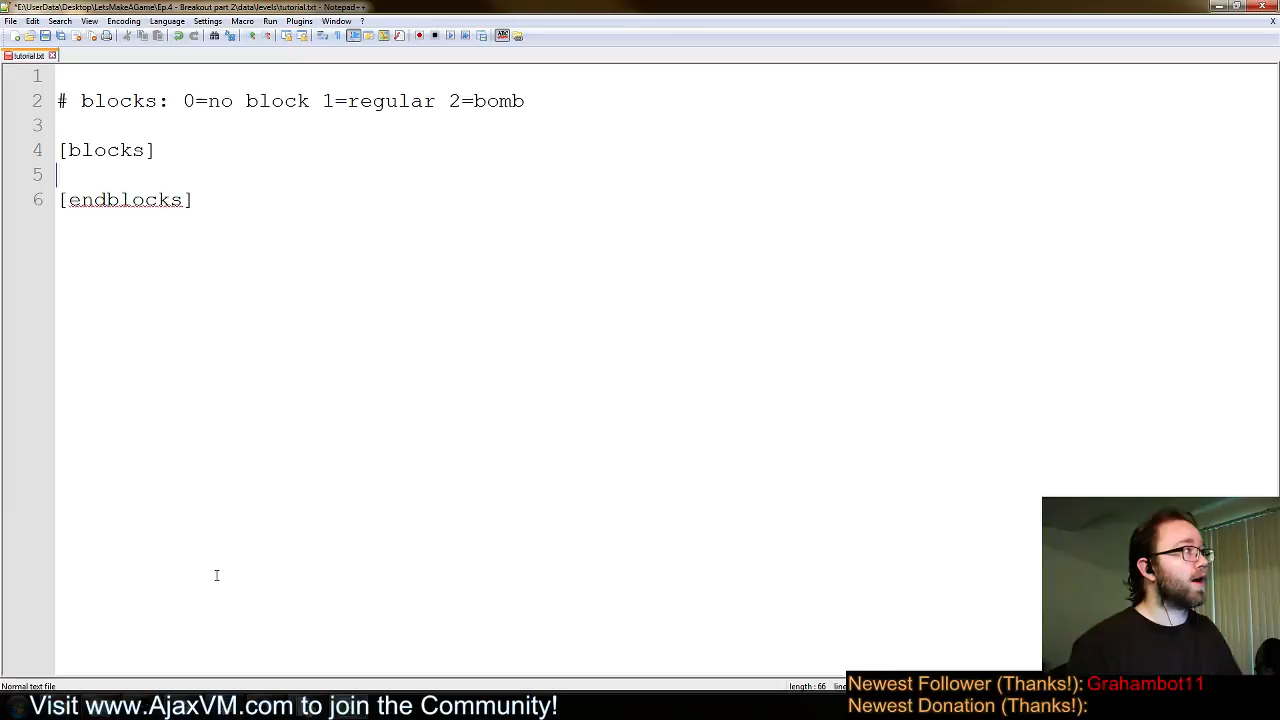 *E:\UserData\Desktop\LetsMakeAGame\Ep.4 - Breakout part 2\data\levels\tutorial.txt - Notepad++
File Edit Search View Encoding Language Settings Macro Run Plugins Window ? X
tutorial.txt
1
2 # blocks: 0=no block 1=regular 2=bomb
3
4 [blocks]
5
6 [endblocks]
Normal text file length : 66 line
Newest Follower (Thanks!): Grahambot11
Visit www.AjaxVM.com to join the Community! Newest Donation (Thanks!):